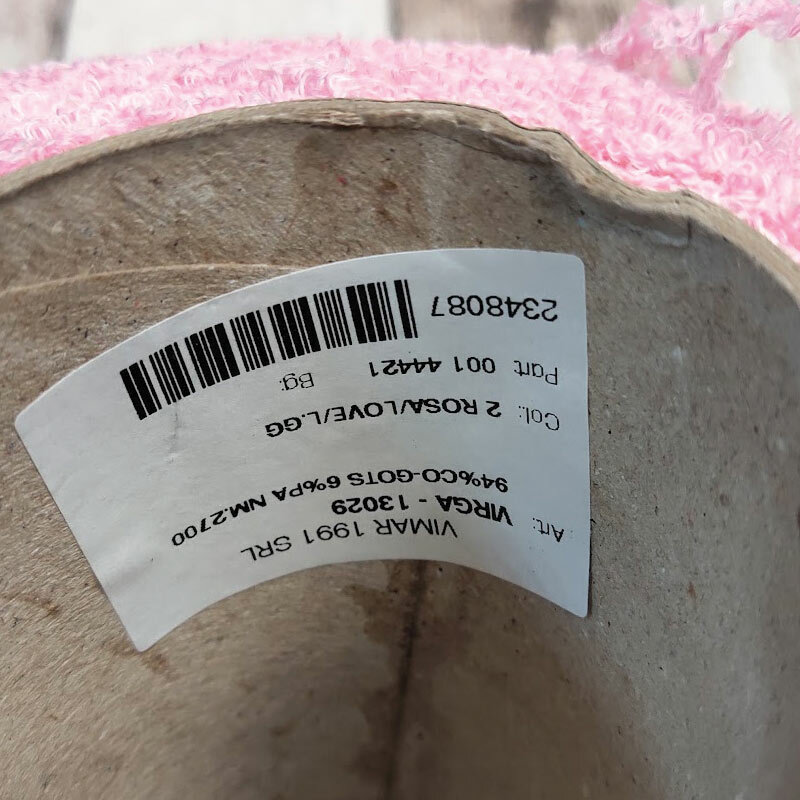 VIMAR 1991 SRL
Art: VIRGA - 13029
94%CO-GOTS 6%PA NM.2700
Col: 2 ROSA/LOVE/L.GG
Part: 001 44421 Bg:
2348087